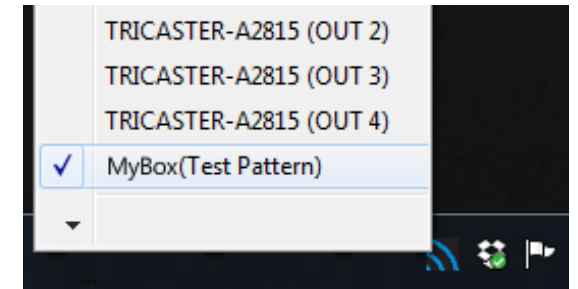 TRICASTER-A2815 (OUT 2)
TRICASTER-A2815 (OUT 3)
TRICASTER-A2815 (OUT 4)
MyBox(Test Pattern)